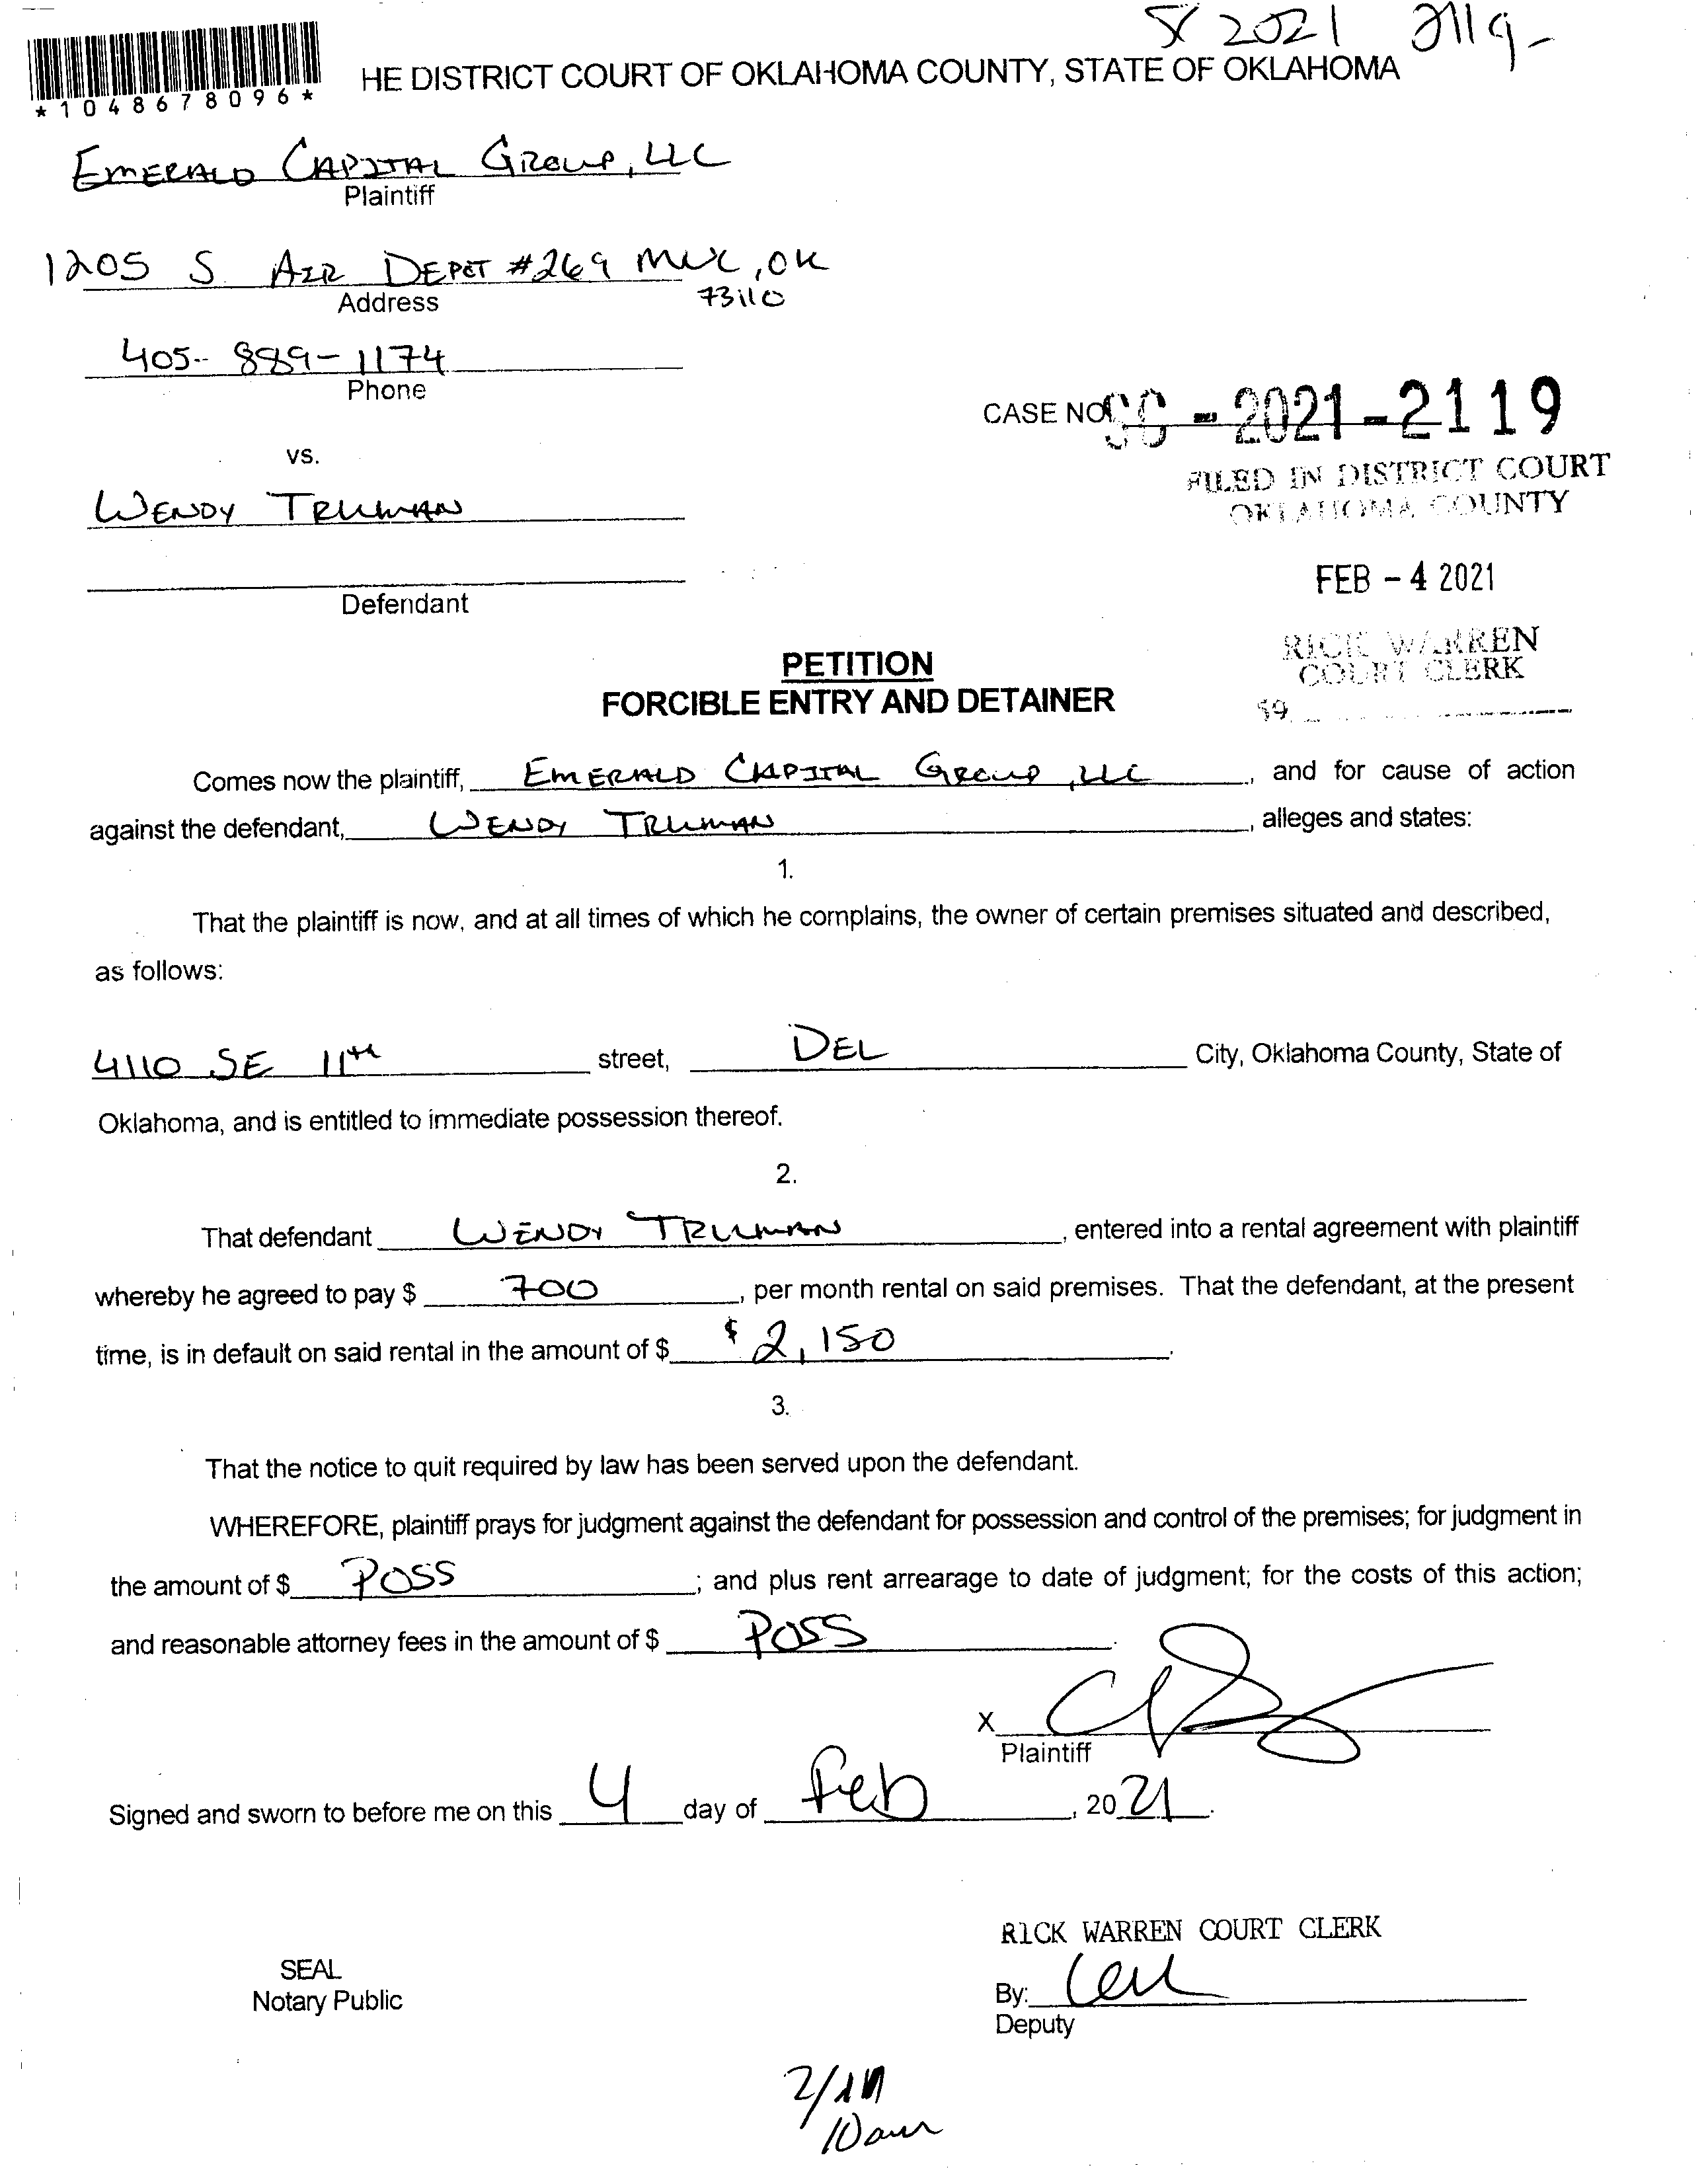 SC 2021 2119-
*1048678096*
HE DISTRICT COURT OF OKLAHOMA COUNTY, STATE OF OKLAHOMA
EMERALD CAPITAL GROUP, LLC
Plaintiff
1205 S. AIR DEPOT #269 MWC, OK
Address 73110
405-889-1174
Phone
CASE NO. SC - 2021 - 2119
vs.
FILED IN DISTRICT COURT
OKLAHOMA COUNTY
WENDY TRUMAN
FEB - 4 2021
Defendant
RICK WARREN
COURT CLERK
59
PETITION
FORCIBLE ENTRY AND DETAINER
Comes now the plaintiff, EMERALD CAPITAL GROUP, LLC, and for cause of action
against the defendant, WENDY TRUMAN, alleges and states:
1.
That the plaintiff is now, and at all times of which he complains, the owner of certain premises situated and described,
as follows:
4110 SE 11th street, DEL City, Oklahoma County, State of
Oklahoma, and is entitled to immediate possession thereof.
2.
That defendant WENDY TRUMAN, entered into a rental agreement with plaintiff
whereby he agreed to pay $ 700, per month rental on said premises. That the defendant, at the present
time, is in default on said rental in the amount of $ $ 2,150.
3.
That the notice to quit required by law has been served upon the defendant.
WHEREFORE, plaintiff prays for judgment against the defendant for possession and control of the premises; for judgment in
the amount of $ POSS; and plus rent arrearage to date of judgment; for the costs of this action;
and reasonable attorney fees in the amount of $ POSS.
X
Plaintiff
Signed and sworn to before me on this 4 day of Feb, 2021.
RICK WARREN COURT CLERK
SEAL
Notary Public
By:
Deputy
10am